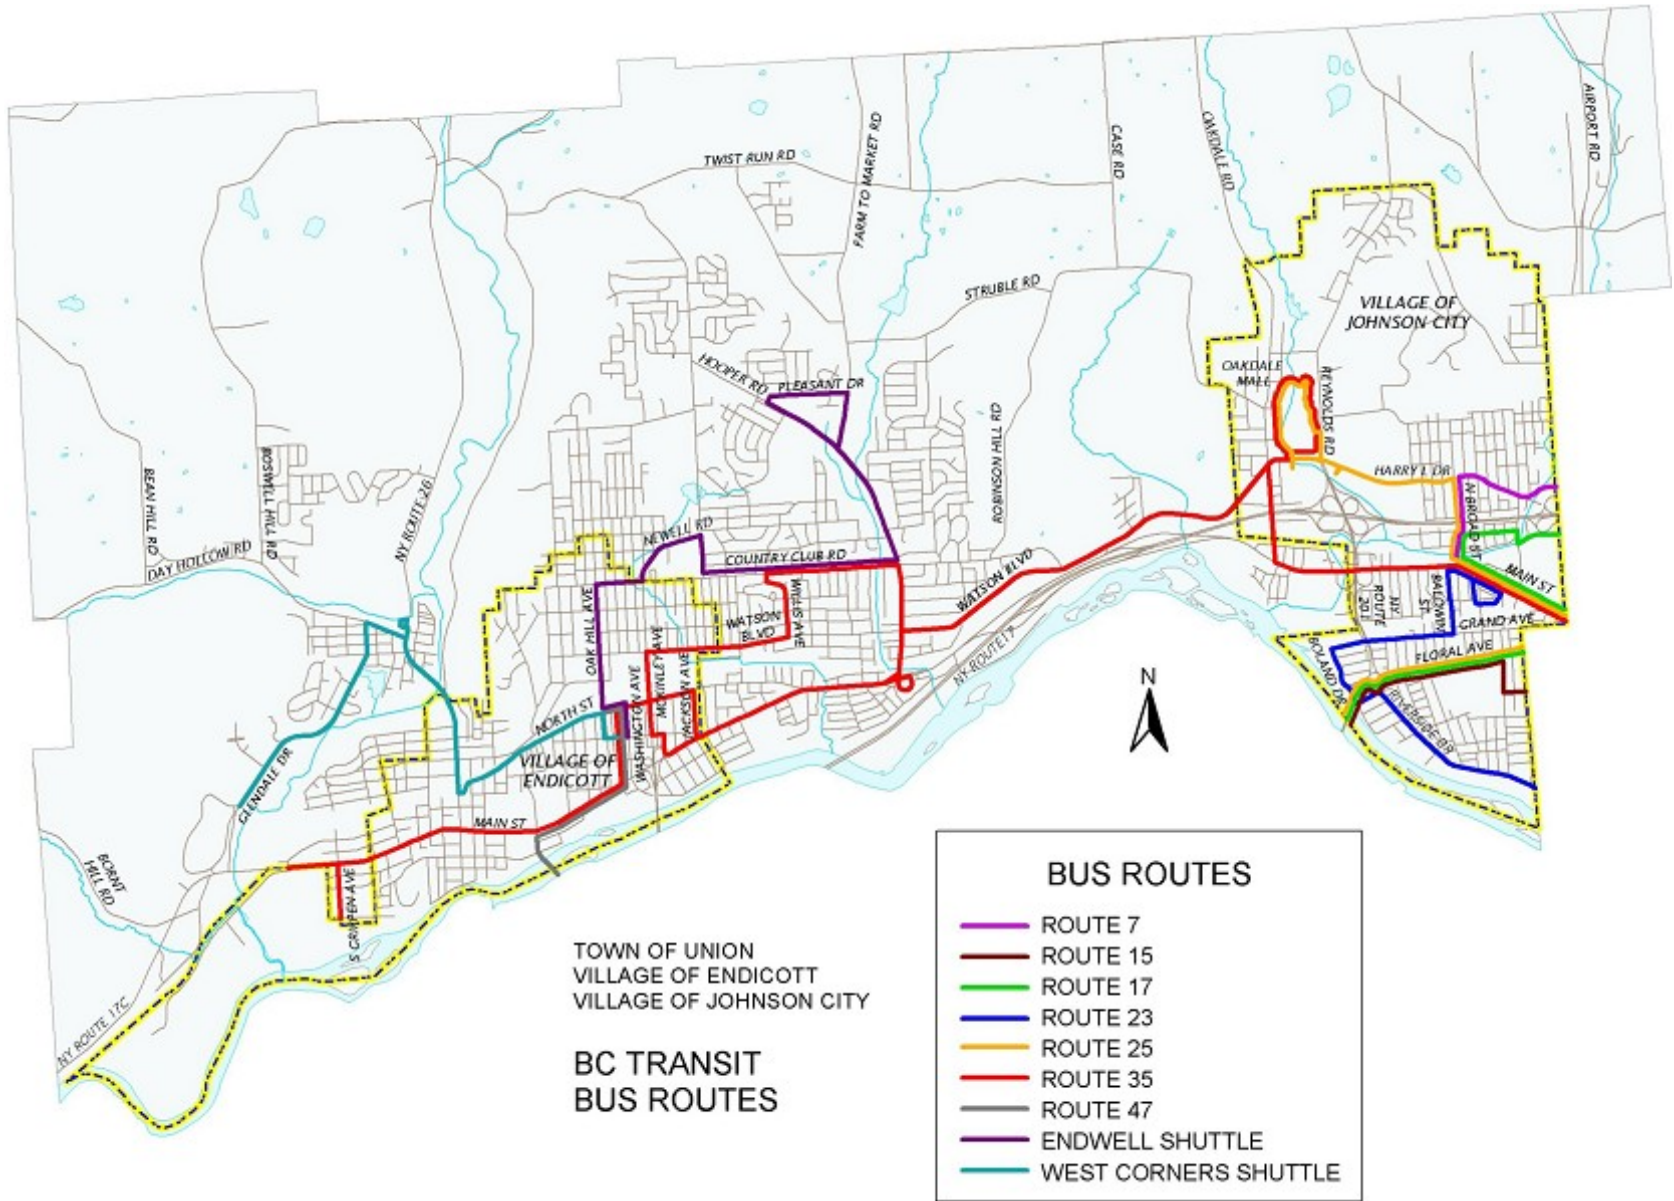 AIRPORT RD
OAKDALE RD
CASE RD
FARM TO MARKET RD
TWIST RUN RD
STRUBLE RD
VILLAGE OF
JOHNSON CITY
HOOPER RD
PLEASANT DR
OAKDALE
MALL
REYNOLDS RD
HARRY L DR
N BROAD ST
ROBINSON HILL RD
BEAN HILL RD
BOSWELL HILL RD
NY ROUTE 26
DAY HOLLOW RD
NEWELL RD
COUNTRY CLUB RD
WATSON BLVD
MAIN ST
OAK HILL AVE
WATSON
BLVD
NY
ROUTE
201
BALDWIN
ST
GRAND AVE
FLORAL AVE
BOLAND DR
RIVERSIDE DR
NY ROUTE 17
MCKINLEY AVE
JACKSON AVE
WASHINGTON AVE
NORTH ST
VILLAGE OF
ENDICOTT
GLENDALE DR
MAIN ST
BORNT
HILL RD
NY ROUTE 17C
N
TOWN OF UNION
VILLAGE OF ENDICOTT
VILLAGE OF JOHNSON CITY
BC TRANSIT
BUS ROUTES
BUS ROUTES
ROUTE 7
ROUTE 15
ROUTE 17
ROUTE 23
ROUTE 25
ROUTE 35
ROUTE 47
ENDWELL SHUTTLE
WEST CORNERS SHUTTLE